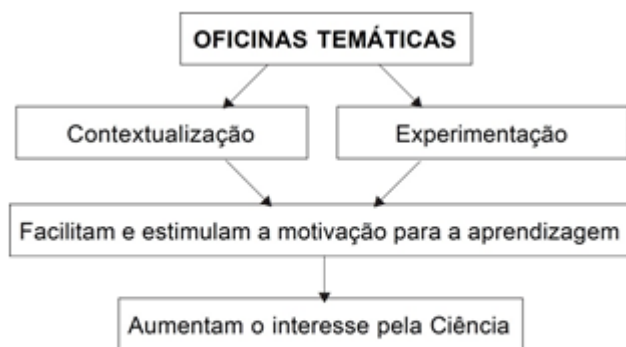 OFICINAS TEMÁTICAS
Contextualização
Experimentação
Facilitam e estimulam a motivação para a aprendizagem
Aumentam o interesse pela Ciência